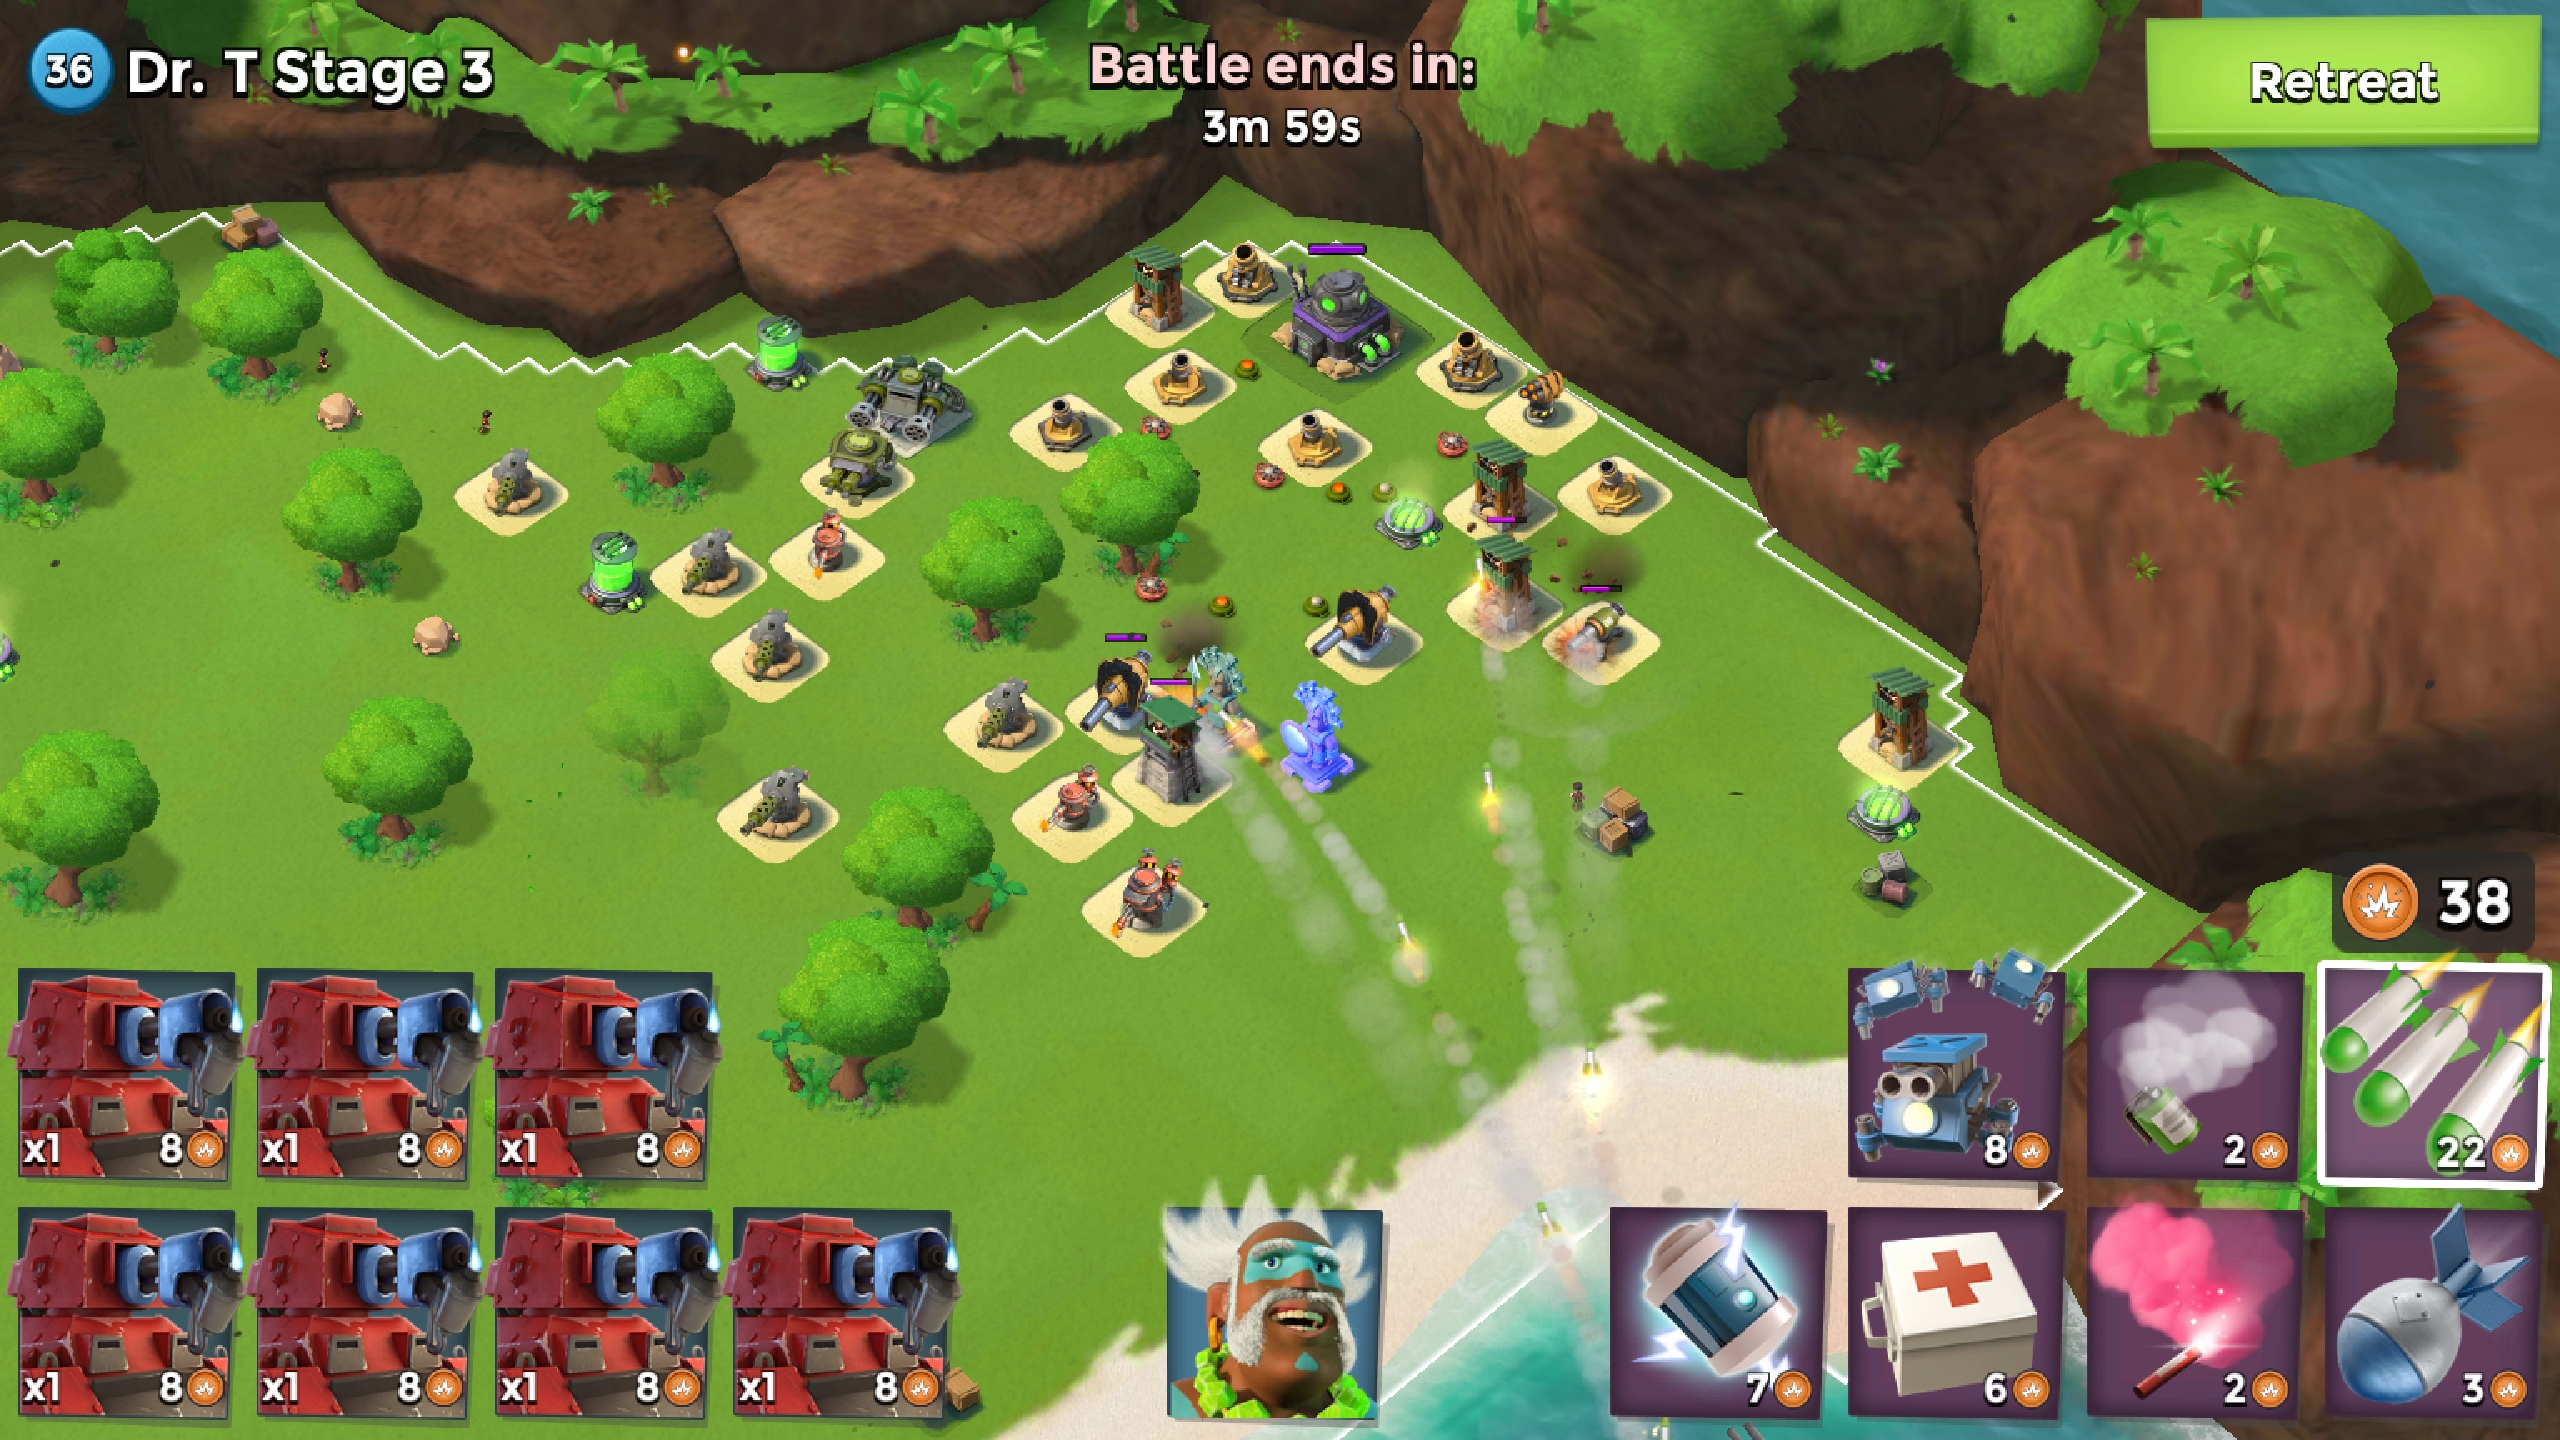 36 Dr. T Stage 3
Battle ends in:
3m 59s
Retreat
38
x1 8
x1 8
x1 8
8
2
22
x1 8
x1 8
x1 8
x1 8
7
6
2
3